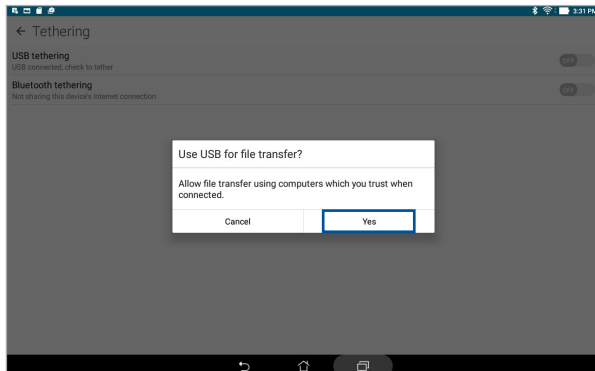 3:31 PM
Tethering
USB tethering
USB connected, check to tether
OFF
Bluetooth tethering
Not sharing this device's Internet connection
OFF
Use USB for file transfer?
Allow file transfer using computers which you trust when
connected.
Cancel Yes